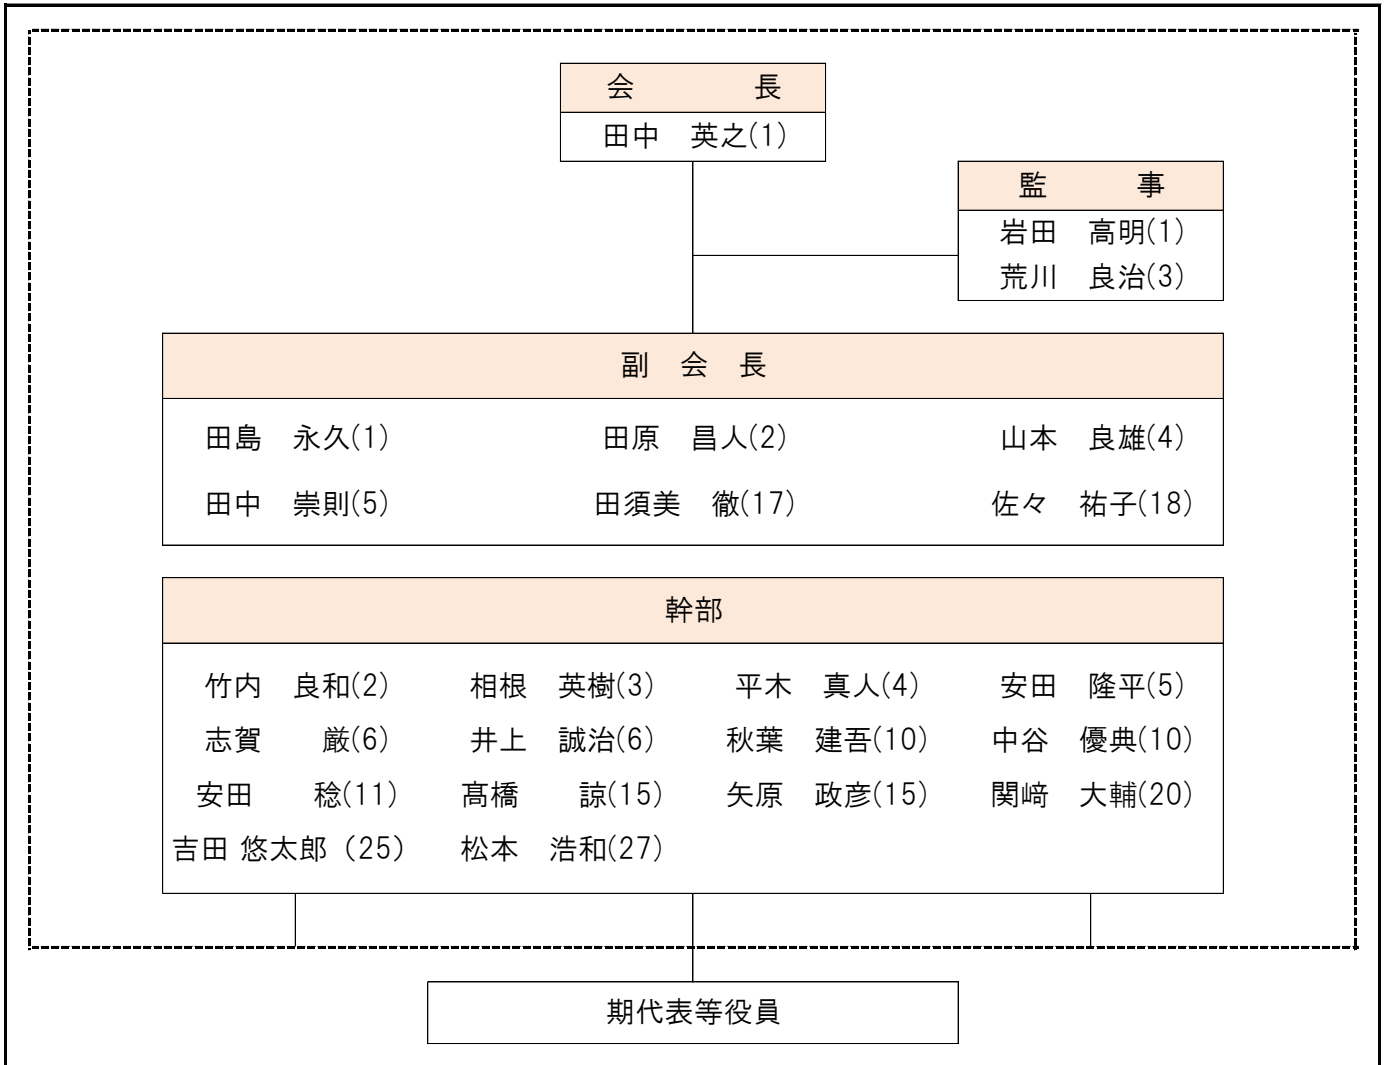 会　　　　長
田中　英之(1)
監　　　事
岩田　高明(1)
荒川　良治(3)
副　会　長
田島　永久(1)　田原　昌人(2)　山本　良雄(4)
田中　崇則(5)　田須美　徹(17)　佐々　祐子(18)
幹部
竹内　良和(2)　相根　英樹(3)　平木　真人(4)　安田　隆平(5)
志賀　　厳(6)　井上　誠治(6)　秋葉　建吾(10)　中谷　優典(10)
安田　　稔(11)　髙橋　　諒(15)　矢原　政彦(15)　関﨑　大輔(20)
吉田 悠太郎（25）　松本　浩和(27)
期代表等役員